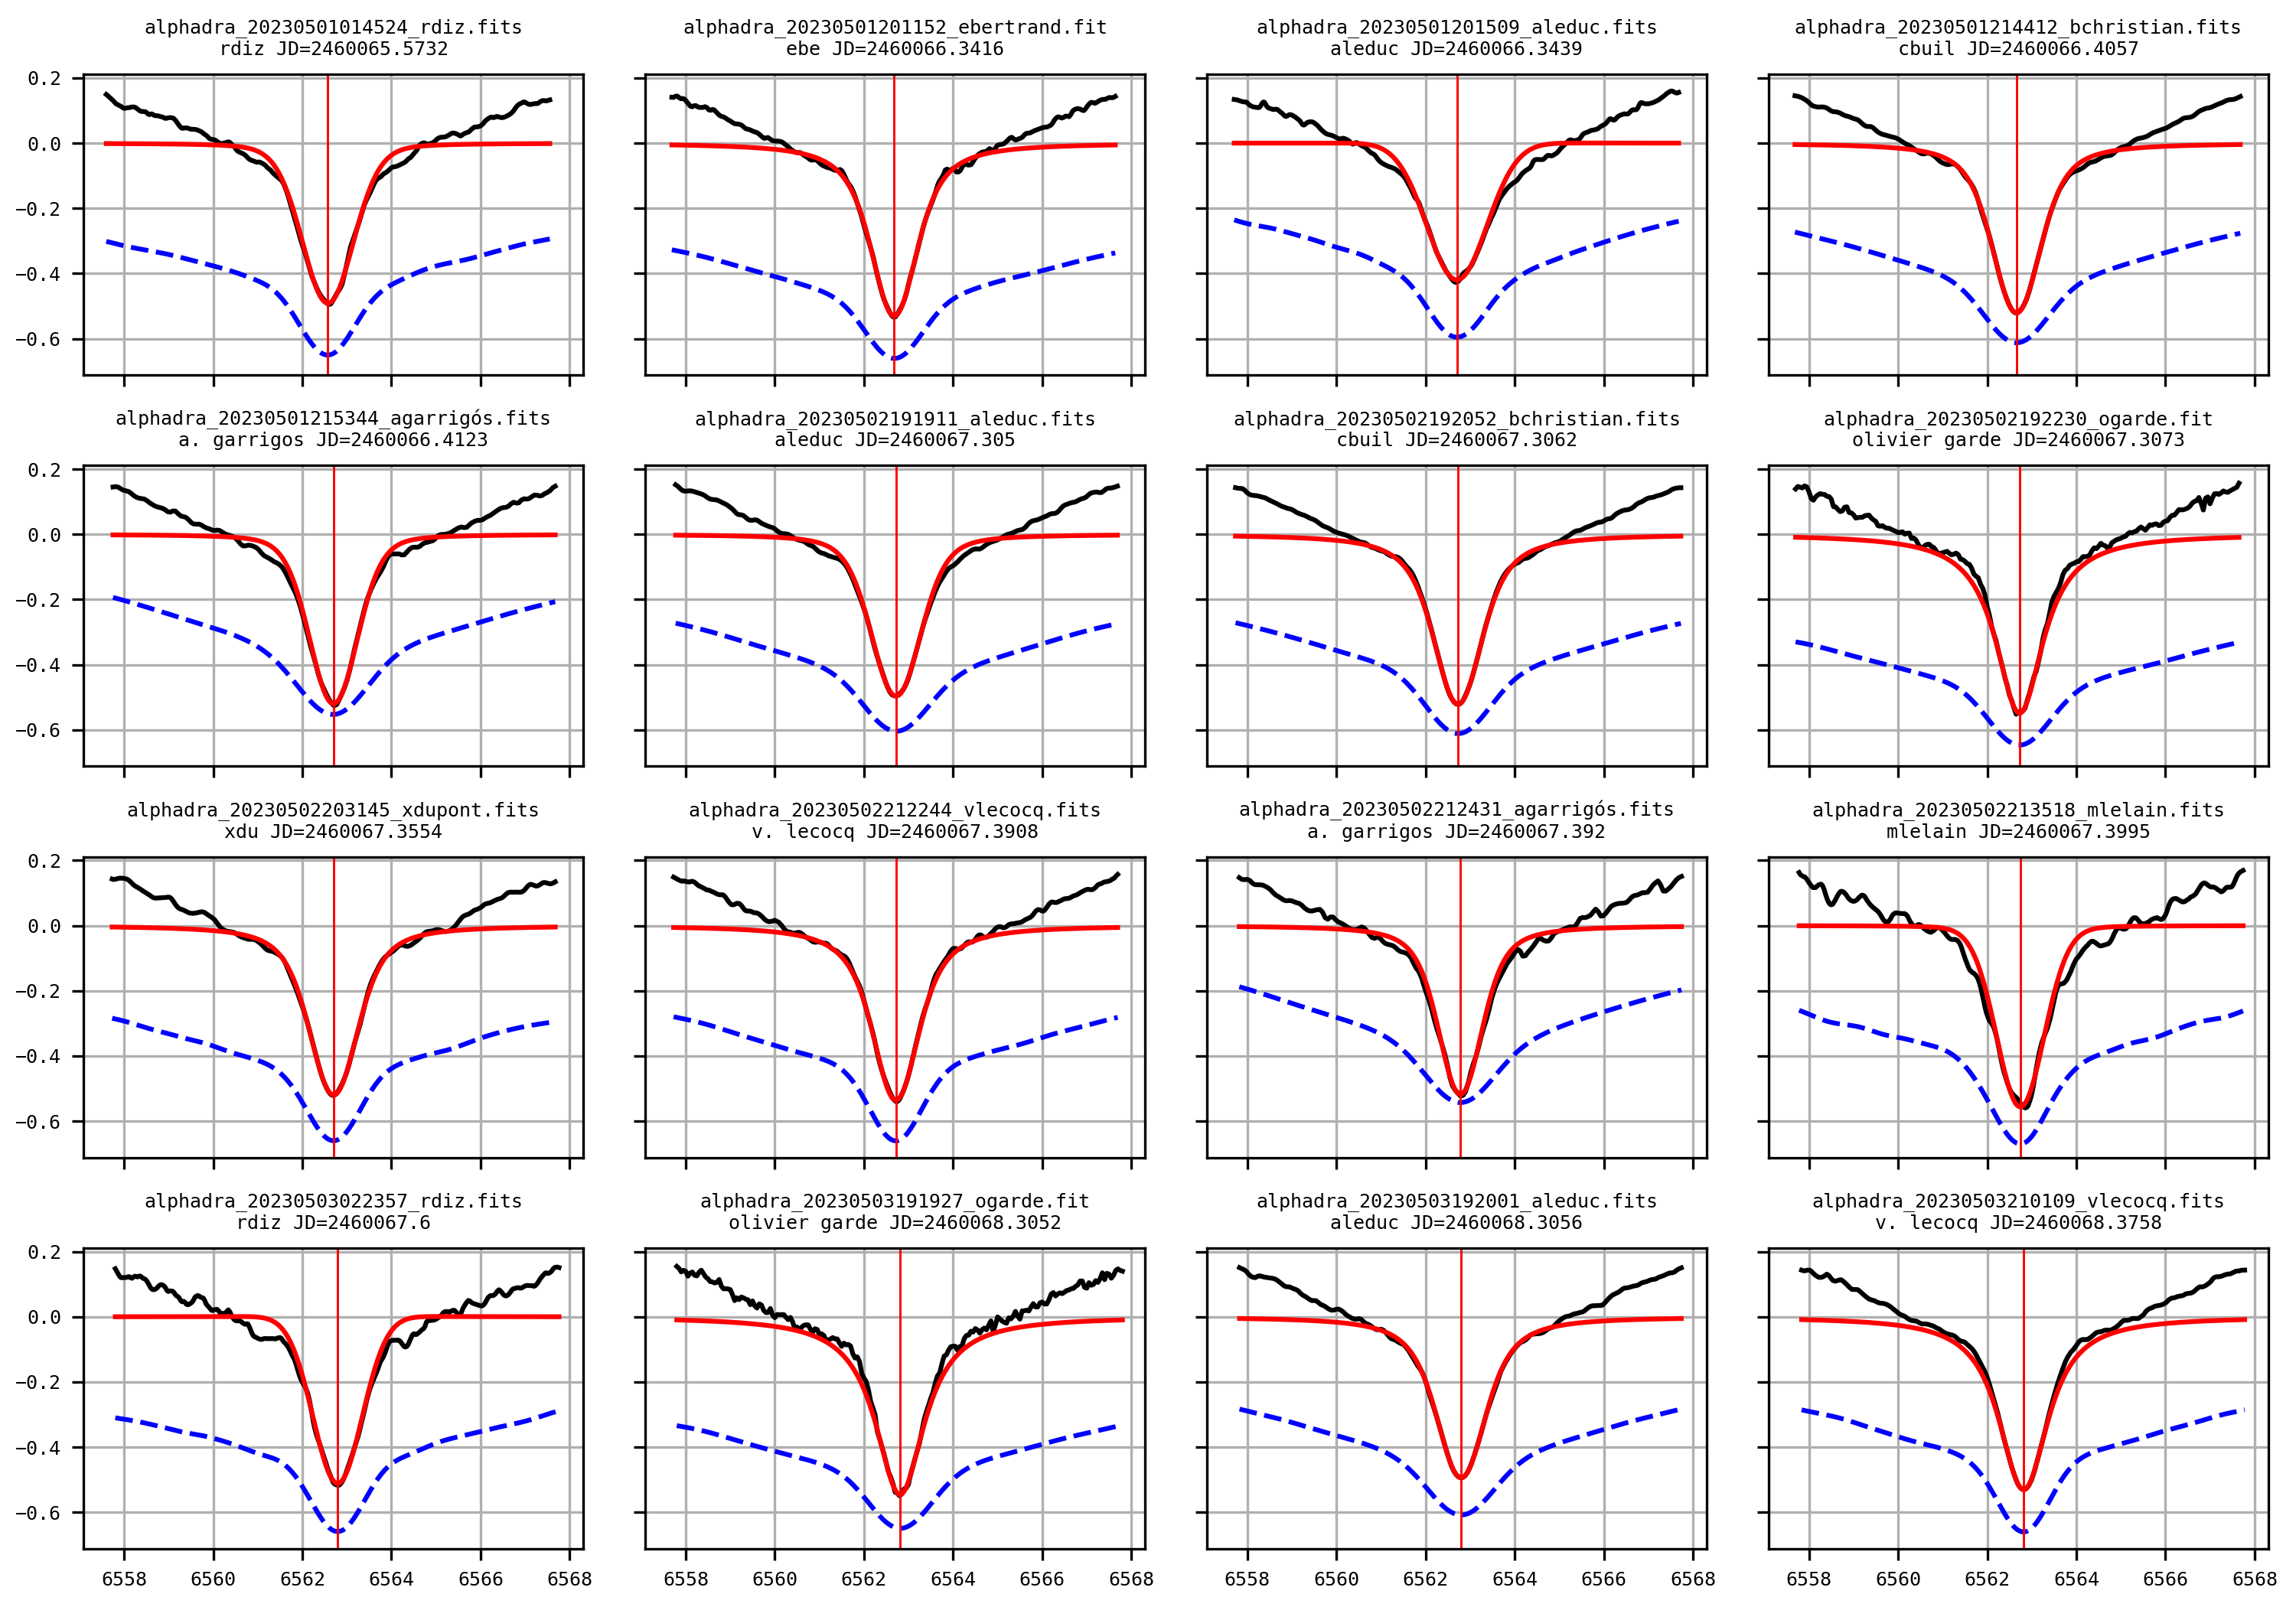 alphadra_20230501014524_rdiz.fits
rdiz JD=2460065.5732
alphadra_20230501201152_ebertrand.fit
ebe JD=2460066.3416
alphadra_20230501201509_aleduc.fits
aleduc JD=2460066.3439
alphadra_20230501214412_bchristian.fits
cbuil JD=2460066.4057
0.2
0.0
−0.2
−0.4
−0.6
alphadra_20230501215344_agarrigós.fits
a. garrigos JD=2460066.4123
alphadra_20230502191911_aleduc.fits
aleduc JD=2460067.305
alphadra_20230502192052_bchristian.fits
cbuil JD=2460067.3062
alphadra_20230502192230_ogarde.fit
olivier garde JD=2460067.3073
0.2
0.0
−0.2
−0.4
−0.6
alphadra_20230502203145_xdupont.fits
xdu JD=2460067.3554
alphadra_20230502212244_vlecocq.fits
v. lecocq JD=2460067.3908
alphadra_20230502212431_agarrigós.fits
a. garrigos JD=2460067.392
alphadra_20230502213518_mlelain.fits
mlelain JD=2460067.3995
0.2
0.0
−0.2
−0.4
−0.6
alphadra_20230503022357_rdiz.fits
rdiz JD=2460067.6
alphadra_20230503191927_ogarde.fit
olivier garde JD=2460068.3052
alphadra_20230503192001_aleduc.fits
aleduc JD=2460068.3056
alphadra_20230503210109_vlecocq.fits
v. lecocq JD=2460068.3758
0.2
0.0
−0.2
−0.4
−0.6
6558 6560 6562 6564 6566 6568
6558 6560 6562 6564 6566 6568
6558 6560 6562 6564 6566 6568
6558 6560 6562 6564 6566 6568